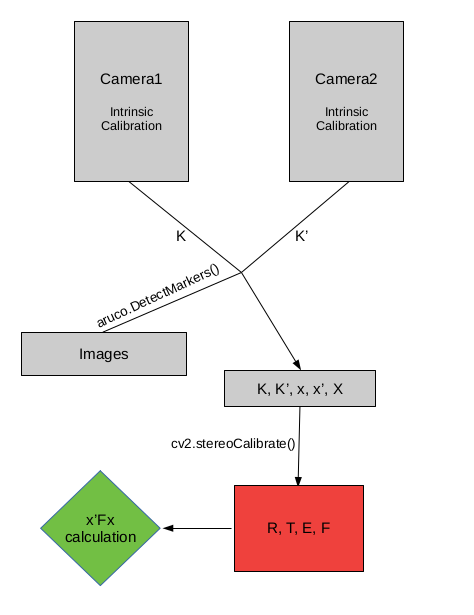 Camera1
Intrinsic
Calibration
Camera2
Intrinsic
Calibration
K
K’
aruco.DetectMarkers()
Images
K, K’, x, x’, X
cv2.stereoCalibrate()
x’Fx
calculation
R, T, E, F